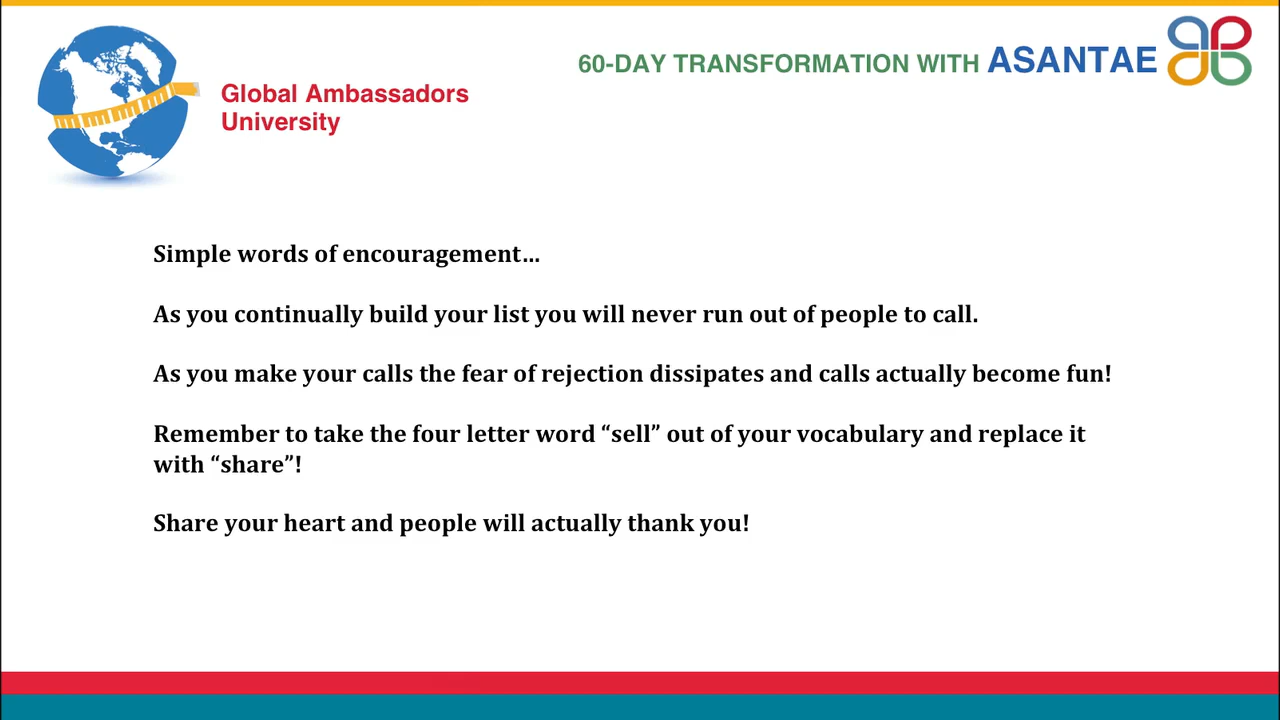 60-DAY TRANSFORMATION WITH ASANTAE
Global Ambassadors
University
Simple words of encouragement…
As you continually build your list you will never run out of people to call.
As you make your calls the fear of rejection dissipates and calls actually become fun!
Remember to take the four letter word “sell” out of your vocabulary and replace it
with “share”!
Share your heart and people will actually thank you!